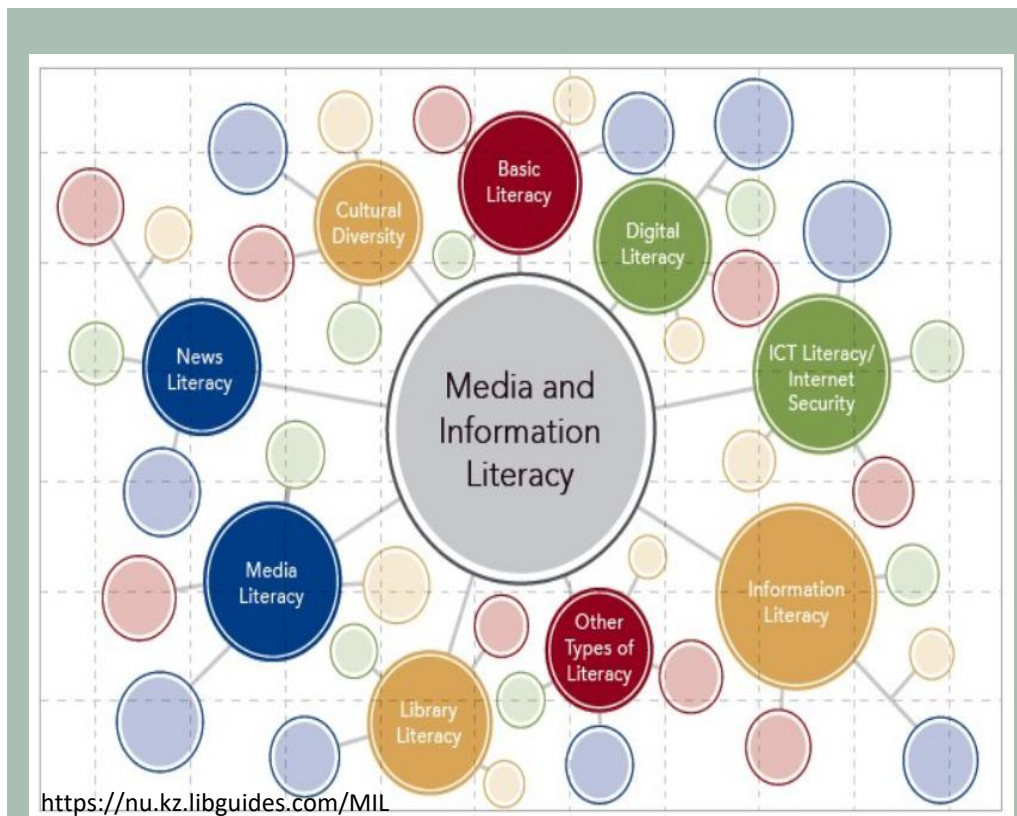 Basic
Literacy
Cultural
Diversity
Digital
Literacy
News
Literacy
ICT Literacy/
Internet
Security
Media and
Information
Literacy
Media
Literacy
Information
Literacy
Other
Types of
Literacy
Library
Literacy
https://nu.kz.libguides.com/MIL